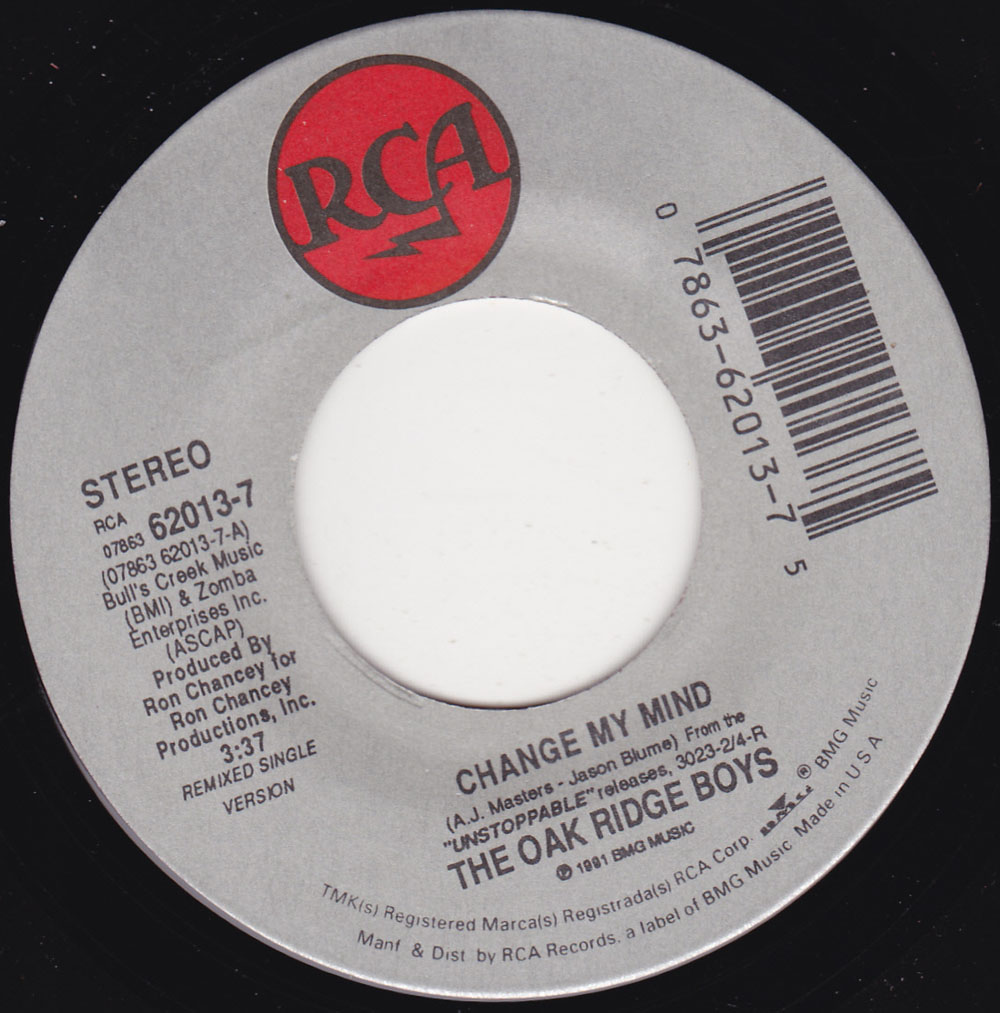 RCA
0 7863-62013-7 5
STEREO
RCA
07863 62013-7
(07863 62013-7-A)
Bull's Creek Music
(BMI) & Zomba
Enterprises Inc.
(ASCAP)
Produced By
Ron Chancey for
Ron Chancey
Productions, Inc.
3:37
REMIXED SINGLE
VERSION
CHANGE MY MIND
(A.J. Masters - Jason Blume) From the
"UNSTOPPABLE" releases, 3023-2/4-R
THE OAK RIDGE BOYS
℗ 1991 BMG MUSIC
TMK(s) Registered Marca(s) Registrada(s) RCA Corp. BMG ® BMG Music
Manf. & Dist. by RCA Records, a label of BMG Music · Made in U S A